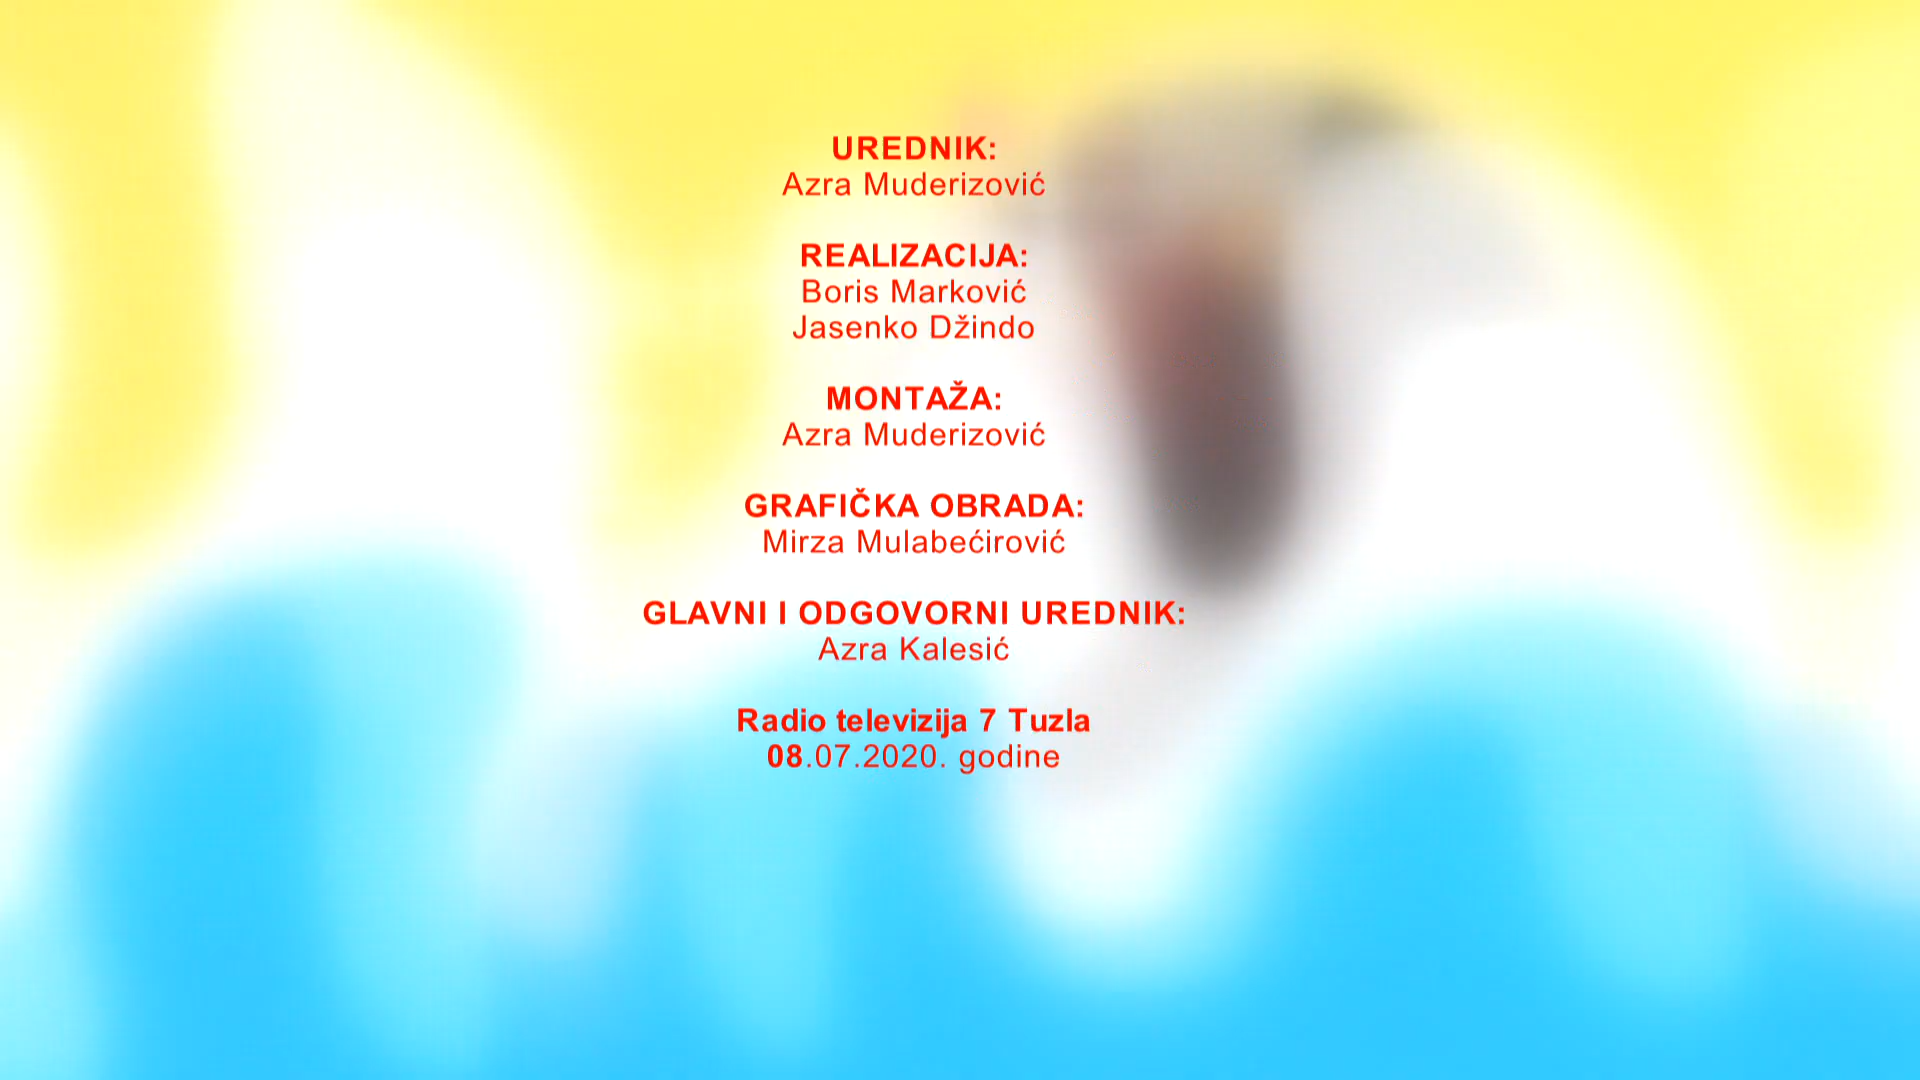 UREDNIK:
Azra Muderizović
REALIZACIJA:
Boris Marković
Jasenko Džindo
MONTAŽA:
Azra Muderizović
GRAFIČKA OBRADA:
Mirza Mulabećirović
GLAVNI I ODGOVORNI UREDNIK:
Azra Kalesić
Radio televizija 7 Tuzla
08.07.2020. godine